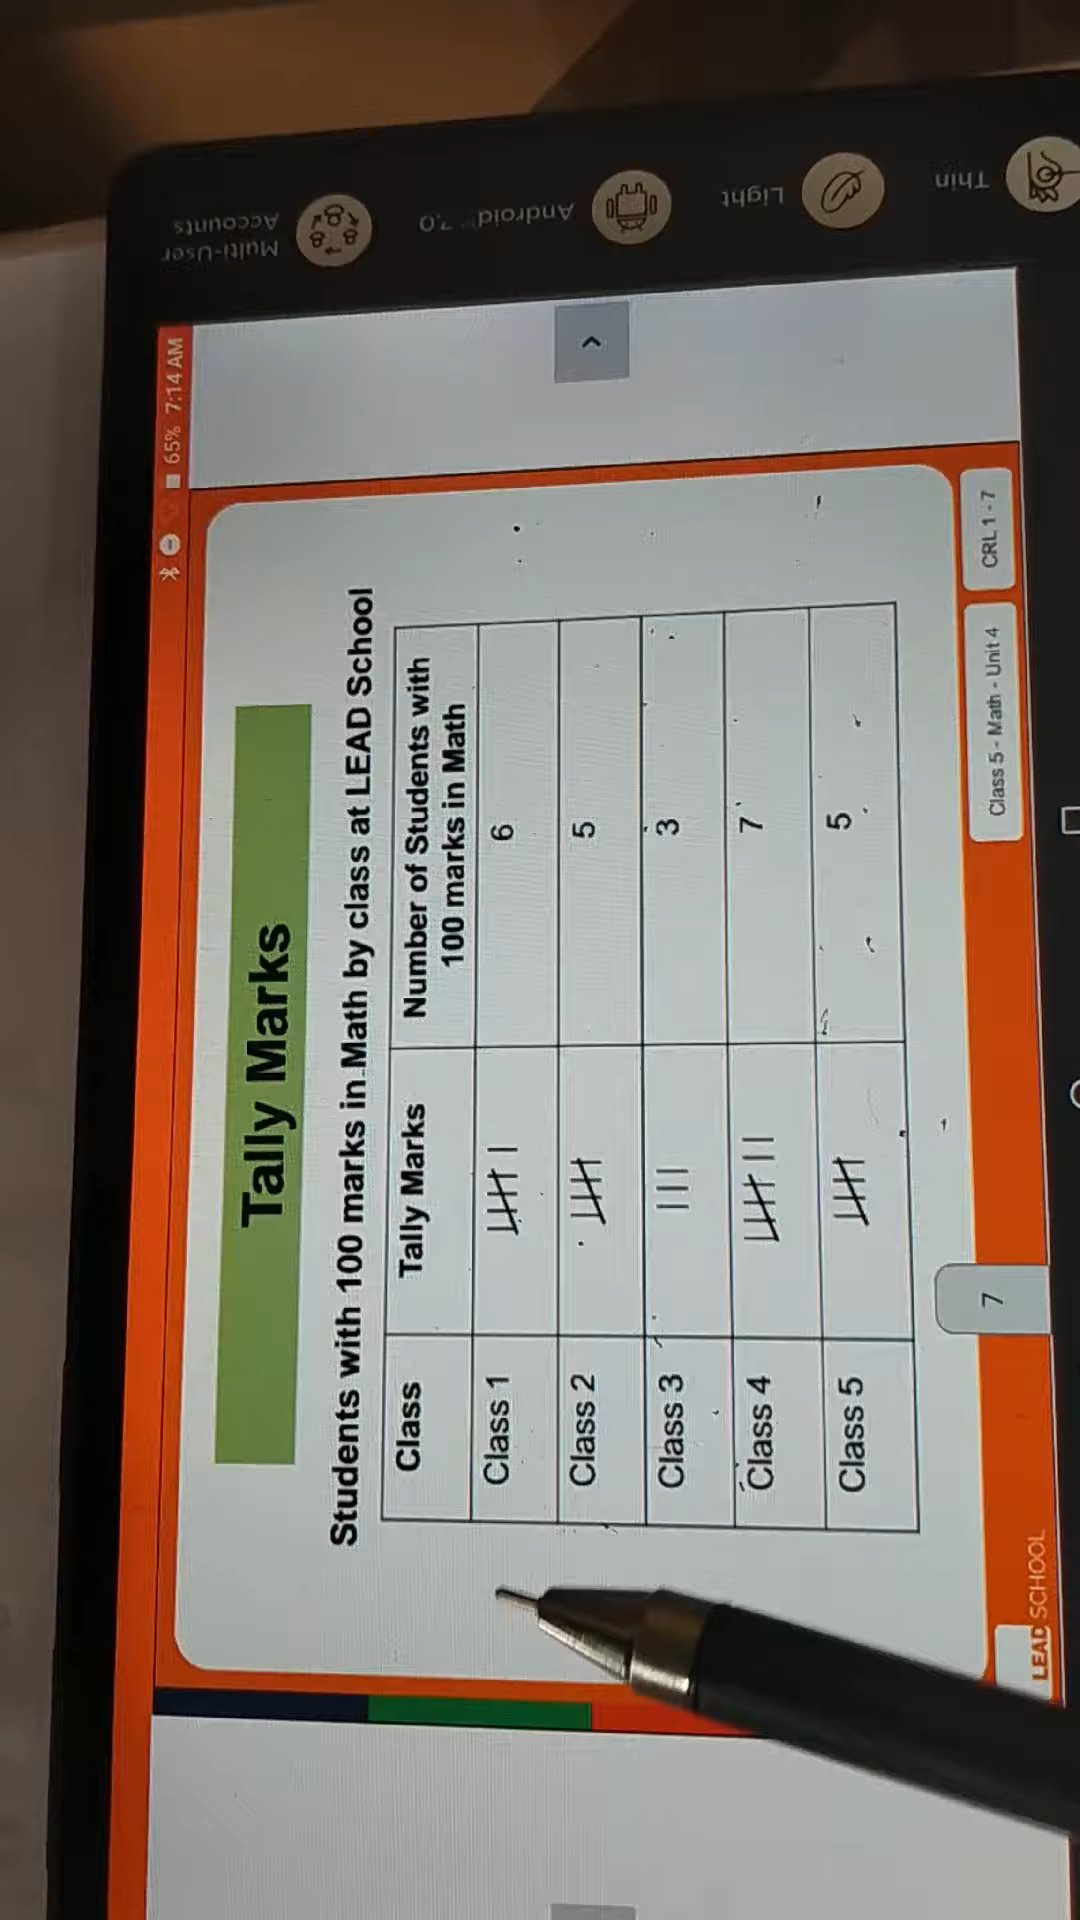 Multi-User
Accounts
Android™ 7.0
Light
Thin
65% 7:14 AM
Tally Marks
Students with 100 marks in Math by class at LEAD School
Class Tally Marks Number of Students with
100 marks in Math
Class 1 6
Class 2 5
Class 3 3
Class 4 7
Class 5 5
LEAD SCHOOL 7 Class 5 - Math - Unit 4 CRL 1 - 7